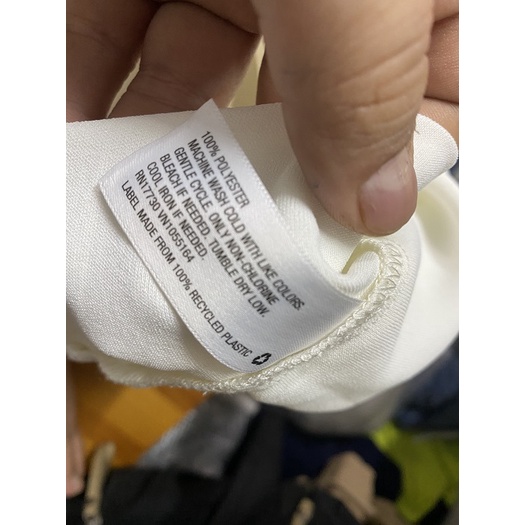 100% POLYESTER
MACHINE WASH COLD WITH LIKE COLORS
GENTLE CYCLE. ONLY NON-CHLORINE
BLEACH IF NEEDED. TUMBLE DRY LOW.
COOL IRON IF NEEDED.
RN17730 VN1055164
LABEL MADE FROM 100% RECYCLED PLASTIC